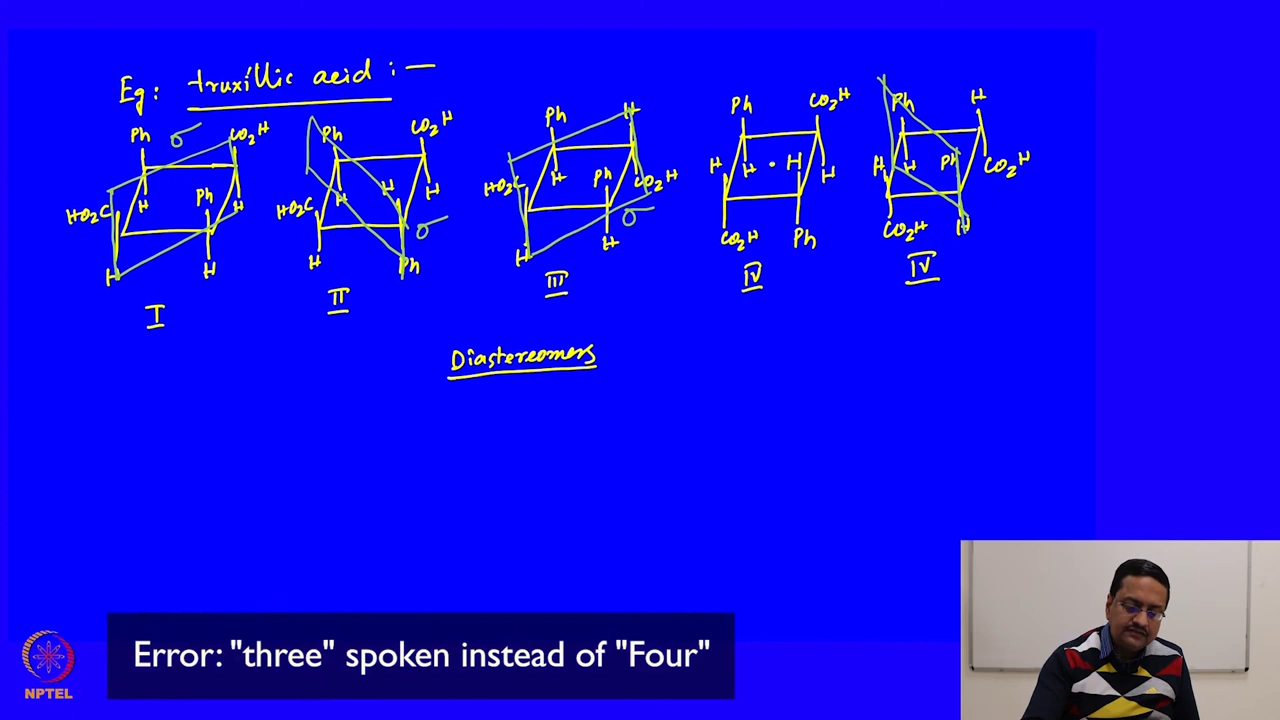 Eg: truxillic acid : —
Ph σ CO2H Ph CO2H Ph H Ph CO2H Ph H
HO2C H Ph H HO2C H H H HO2C H Ph CO2H H H H H H H Ph CO2H
H H H Ph σ H H σ CO2H Ph CO2H H
I II III IV IV
Diastereomers
Error: "three" spoken instead of "Four"
NPTEL